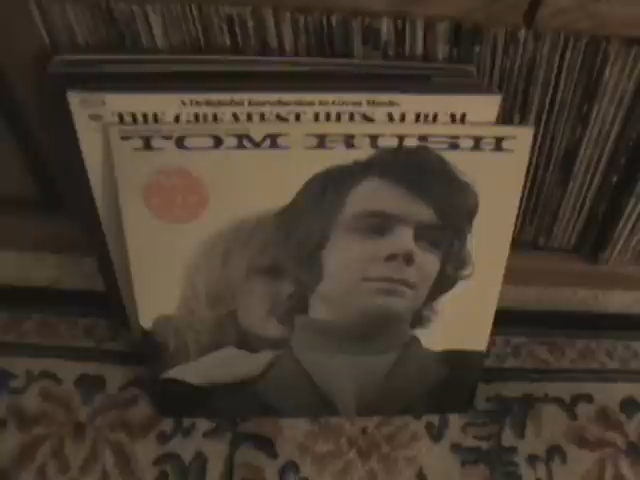 A Delightful Introduction to Great Music.
THE GREATEST HITS ALBUM
TOM RUSH